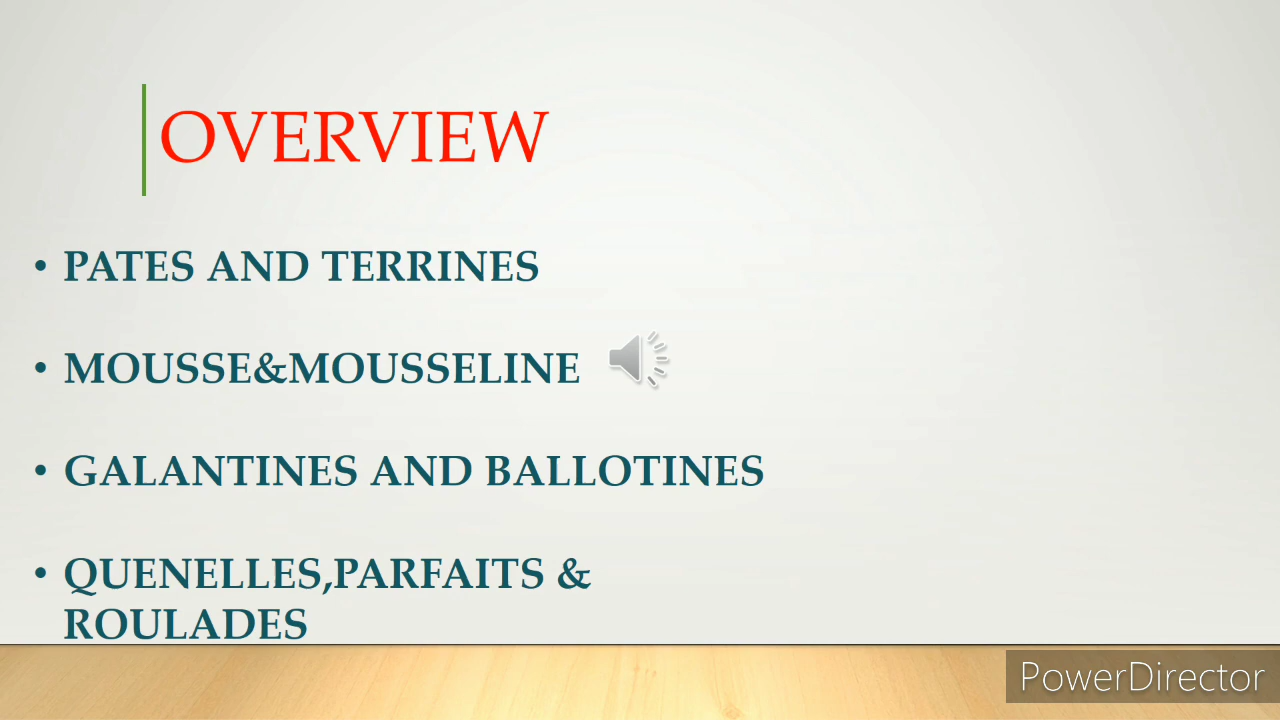 OVERVIEW
• PATES AND TERRINES
• MOUSSE&MOUSSELINE
• GALANTINES AND BALLOTINES
• QUENELLES,PARFAITS &
ROULADES
PowerDirector